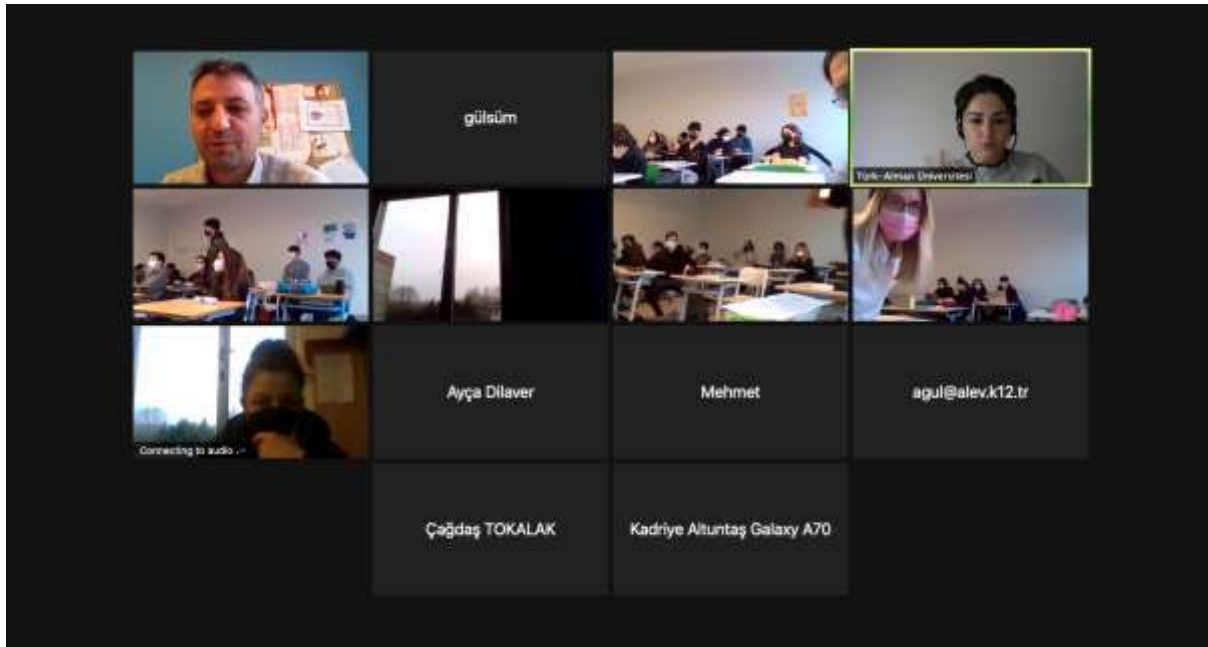 gülsüm
Türk-Alman Üniversitesi
Connecting to audio
Ayça Dilaver
Mehmet
agul@alev.k12.tr
Çağdaş TOKALAK
Kadriye Altuntaş Galaxy A70